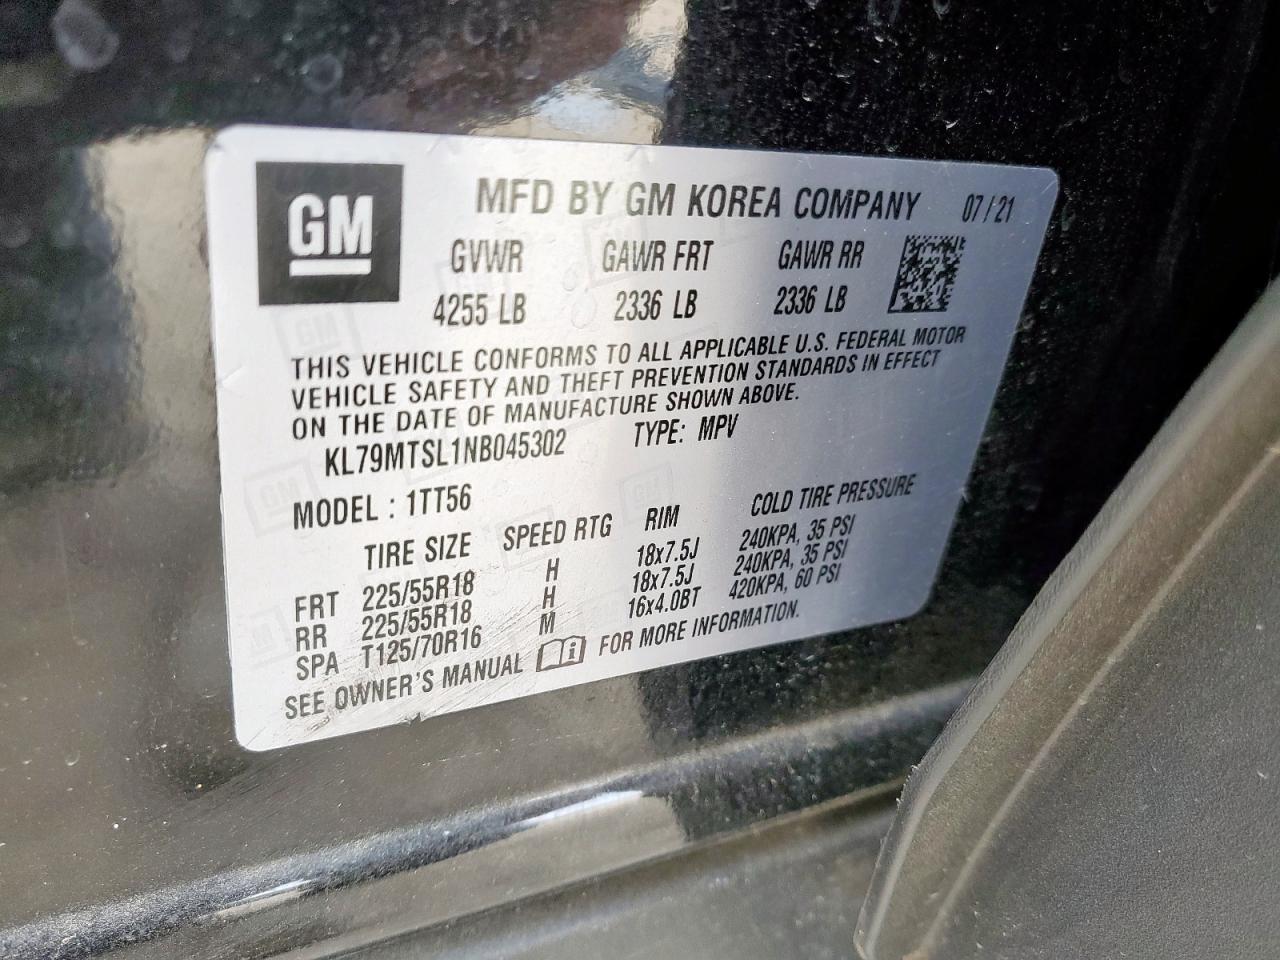 GM
MFD BY GM KOREA COMPANY 07/21
GVWR GAWR FRT GAWR RR
4255 LB 2336 LB 2336 LB
THIS VEHICLE CONFORMS TO ALL APPLICABLE U.S. FEDERAL MOTOR
VEHICLE SAFETY AND THEFT PREVENTION STANDARDS IN EFFECT
ON THE DATE OF MANUFACTURE SHOWN ABOVE.
KL79MTSL1NB045302 TYPE: MPV
MODEL : 1TT56
TIRE SIZE SPEED RTG RIM COLD TIRE PRESSURE
FRT 225/55R18 H 18x7.5J 240KPA, 35 PSI
RR 225/55R18 H 18x7.5J 240KPA, 35 PSI
SPA T125/70R16 M 16x4.0BT 420KPA, 60 PSI
SEE OWNER'S MANUAL i FOR MORE INFORMATION.